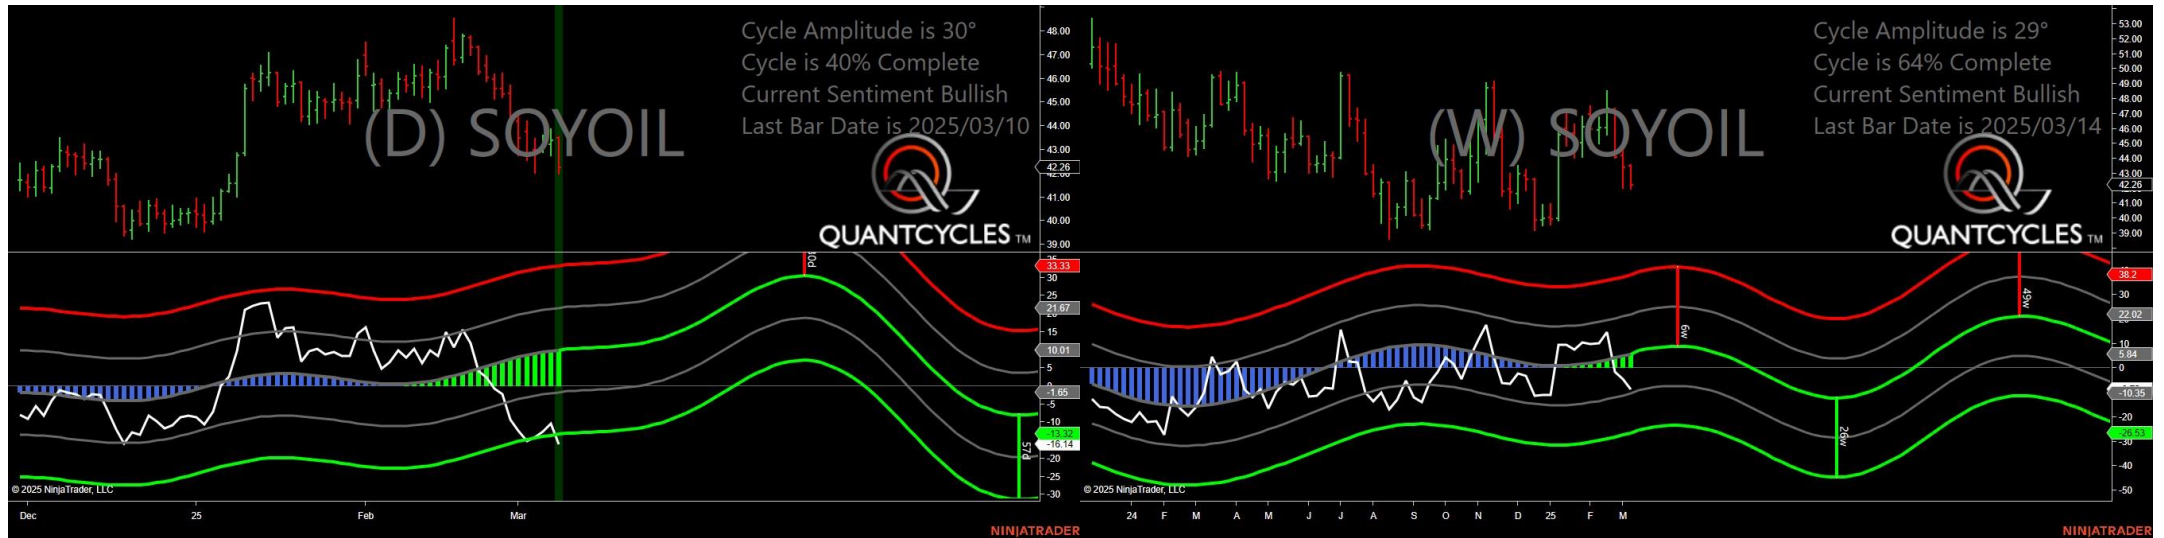 Cycle Amplitude is 30°
Cycle is 40% Complete
Current Sentiment Bullish
Last Bar Date is 2025/03/10
(D) SOYOIL
QUANTCYCLES TM
48.00
47.00
46.00
45.00
44.00
43.00
42.26
42.00
41.00
40.00
39.00
33.33
30
25
21.67
15
10.01
5
-1.65
-5
-10
-13.32
-16.14
-20
-25
-30
57d
© 2025 NinjaTrader, LLC
Dec
25
Feb
Mar
NINJATRADER
Cycle Amplitude is 29°
Cycle is 64% Complete
Current Sentiment Bullish
Last Bar Date is 2025/03/14
(W) SOYOIL
QUANTCYCLES TM
53.00
52.00
51.00
50.00
49.00
48.00
47.00
46.00
45.00
44.00
43.00
42.26
41.00
40.00
39.00
38.2
30
22.02
5.84
0
-10.35
-20
-26.53
-40
-50
6w
26w
49w
© 2025 NinjaTrader, LLC
24
F
M
A
M
J
J
A
S
O
N
D
25
F
M
NINJATRADER